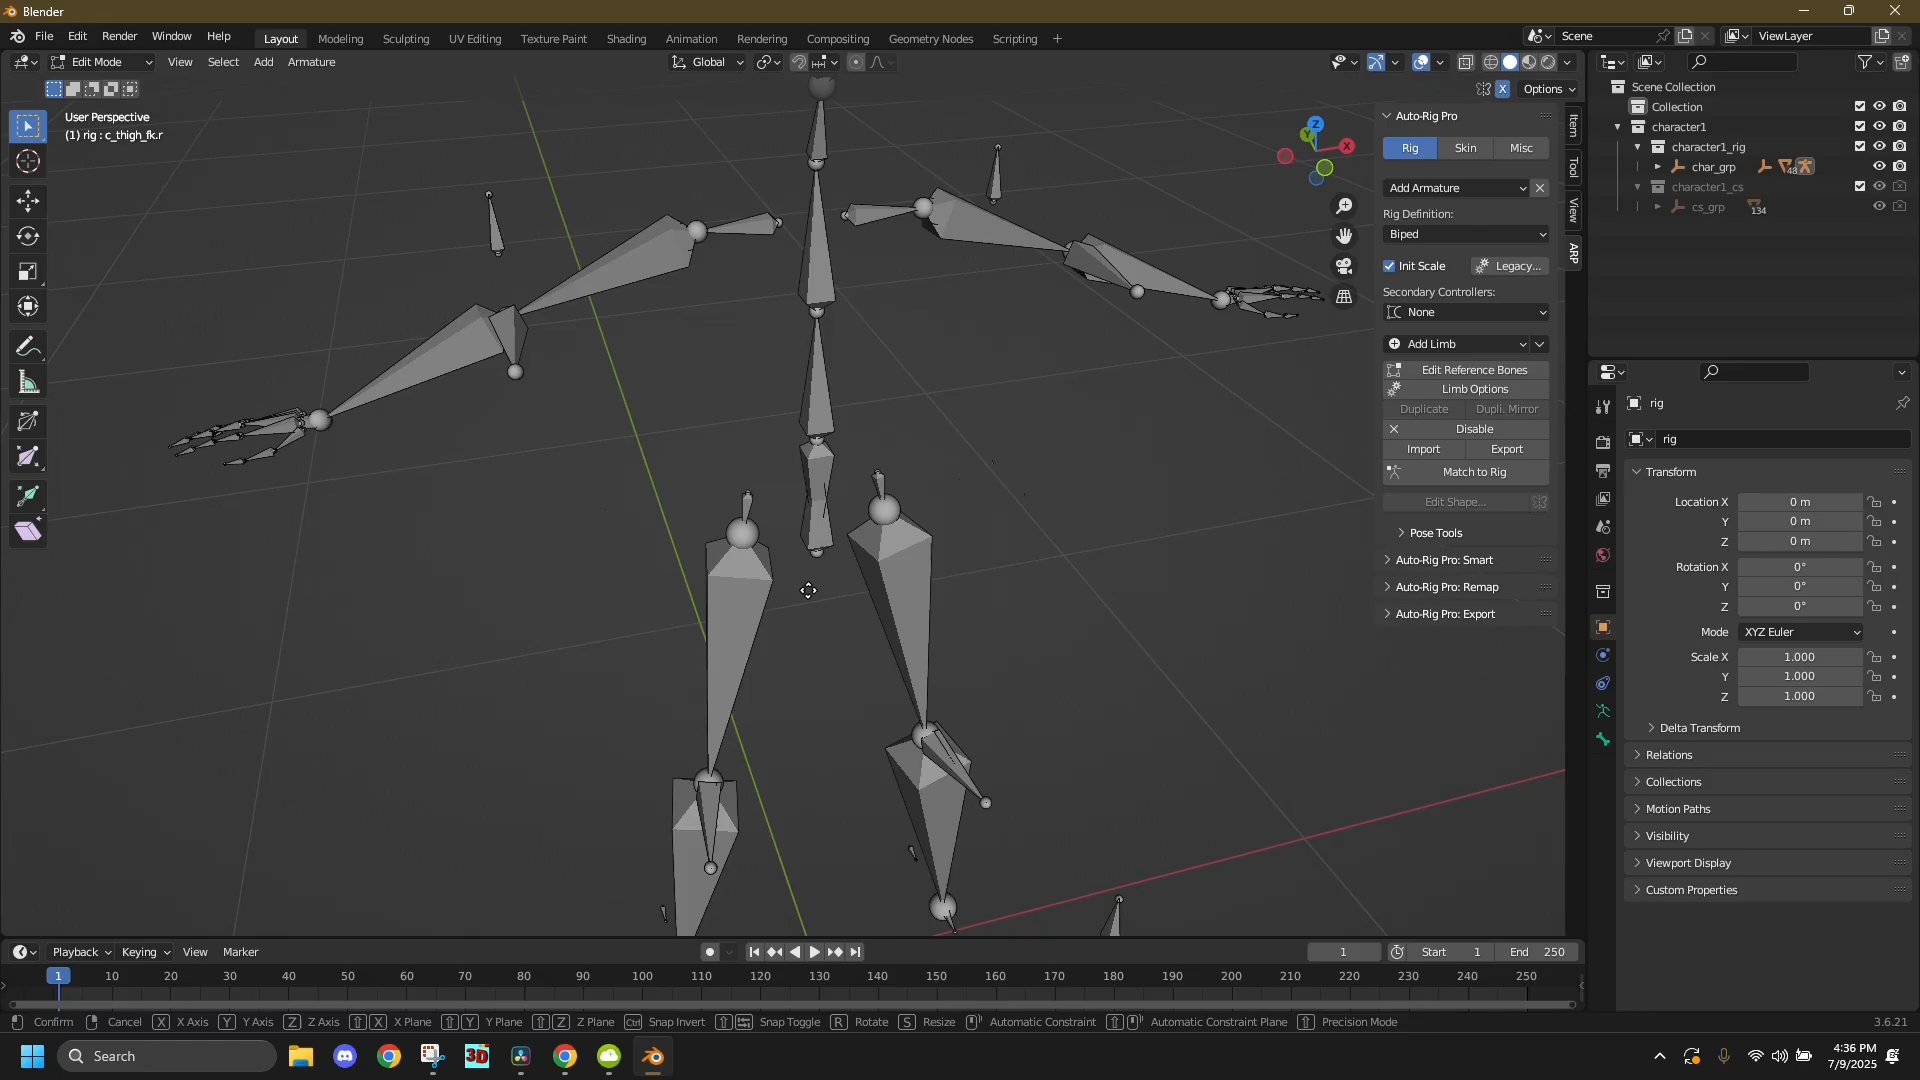 Blender
File Edit Render Window Help Layout Modeling Sculpting UV Editing Texture Paint Shading Animation Rendering Compositing Geometry Nodes Scripting + Scene ViewLayer
Edit Mode View Select Add Armature Global
X Options
User Perspective
(1) rig : c_thigh_fk.r
Z
Y
X
Auto-Rig Pro
Rig Skin Misc
Add Armature
Rig Definition:
Biped
Init Scale Legacy...
Secondary Controllers:
None
Add Limb
Edit Reference Bones
Limb Options
Duplicate Dupli. Mirror
Disable
Import Export
Match to Rig
Edit Shape...
Pose Tools
Auto-Rig Pro: Smart
Auto-Rig Pro: Remap
Auto-Rig Pro: Export
Item
Tool
View
ARP
Scene Collection
Collection
character1
character1_rig
char_grp 48
character1_cs
cs_grp 134
rig
rig
Transform
Location X 0 m
Y 0 m
Z 0 m
Rotation X 0°
Y 0°
Z 0°
Mode XYZ Euler
Scale X 1.000
Y 1.000
Z 1.000
Delta Transform
Relations
Collections
Motion Paths
Visibility
Viewport Display
Custom Properties
Playback Keying View Marker 1 Start 1 End 250
1 10 20 30 40 50 60 70 80 90 100 110 120 130 140 150 160 170 180 190 200 210 220 230 240 250
Confirm Cancel X X Axis Y Y Axis Z Z Axis X X Plane Y Y Plane Z Z Plane Ctrl Snap Invert Snap Toggle R Rotate S Resize Automatic Constraint Automatic Constraint Plane Precision Mode 3.6.21
Search 3D 4:36 PM
7/9/2025